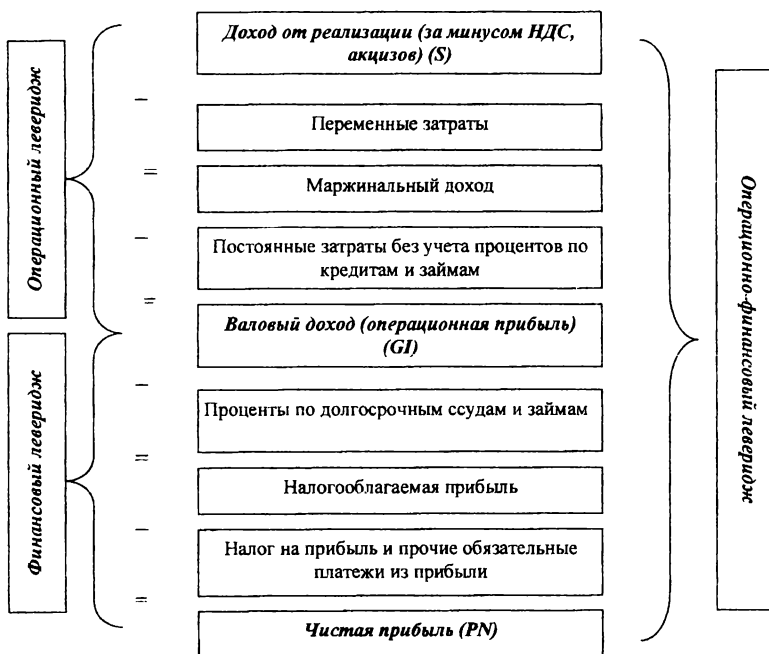 Доход от реализации (за минусом НДС,
акцизов) (S)
–
Переменные затраты
=
Маржинальный доход
–
Постоянные затраты без учета процентов по
кредитам и займам
=
Валовый доход (операционная прибыль)
(GI)
–
Проценты по долгосрочным ссудам и займам
=
Налогооблагаемая прибыль
–
Налог на прибыль и прочие обязательные
платежи из прибыли
=
Чистая прибыль (PN)
Операционный леверидж
Финансовый леверидж
Операционно-финансовый леверидж